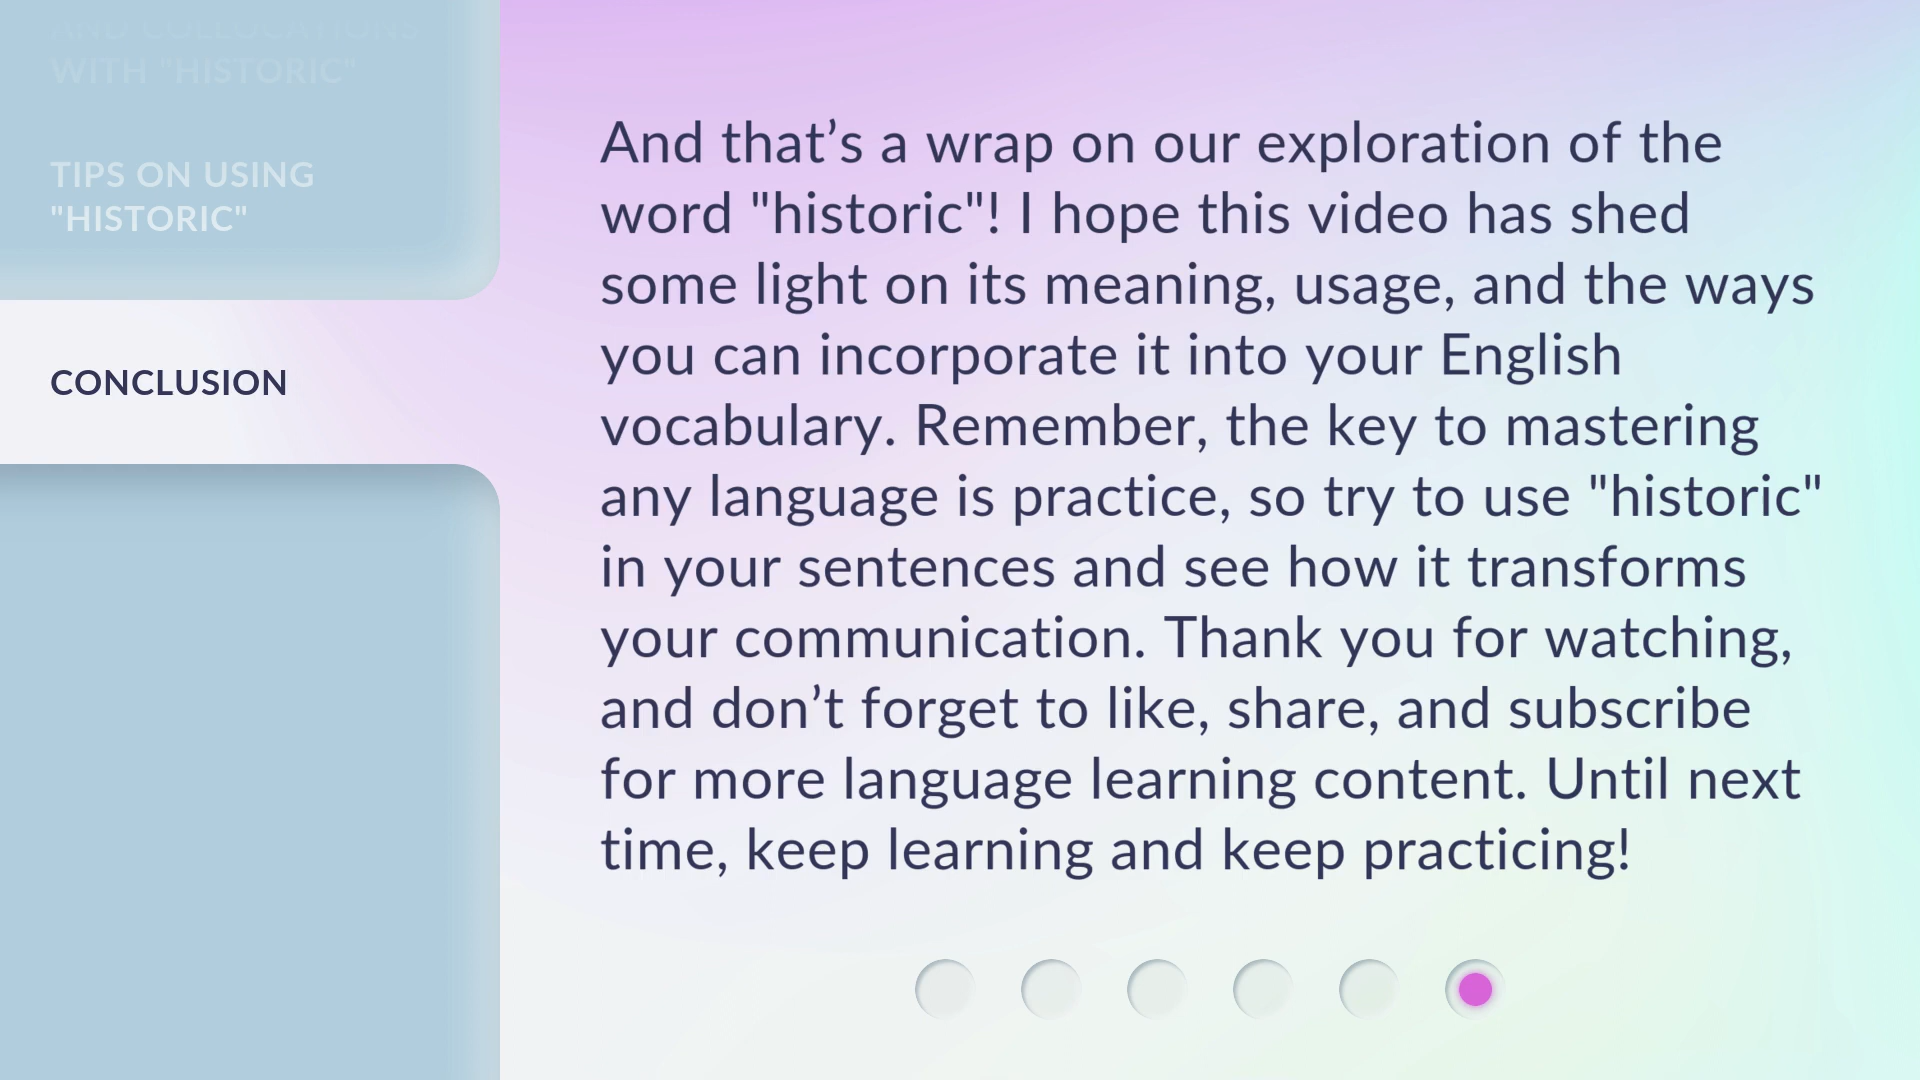 AND COLLOCATIONS
WITH "HISTORIC"
TIPS ON USING
"HISTORIC"
CONCLUSION
And that’s a wrap on our exploration of the
word "historic"! I hope this video has shed
some light on its meaning, usage, and the ways
you can incorporate it into your English
vocabulary. Remember, the key to mastering
any language is practice, so try to use "historic"
in your sentences and see how it transforms
your communication. Thank you for watching,
and don’t forget to like, share, and subscribe
for more language learning content. Until next
time, keep learning and keep practicing!